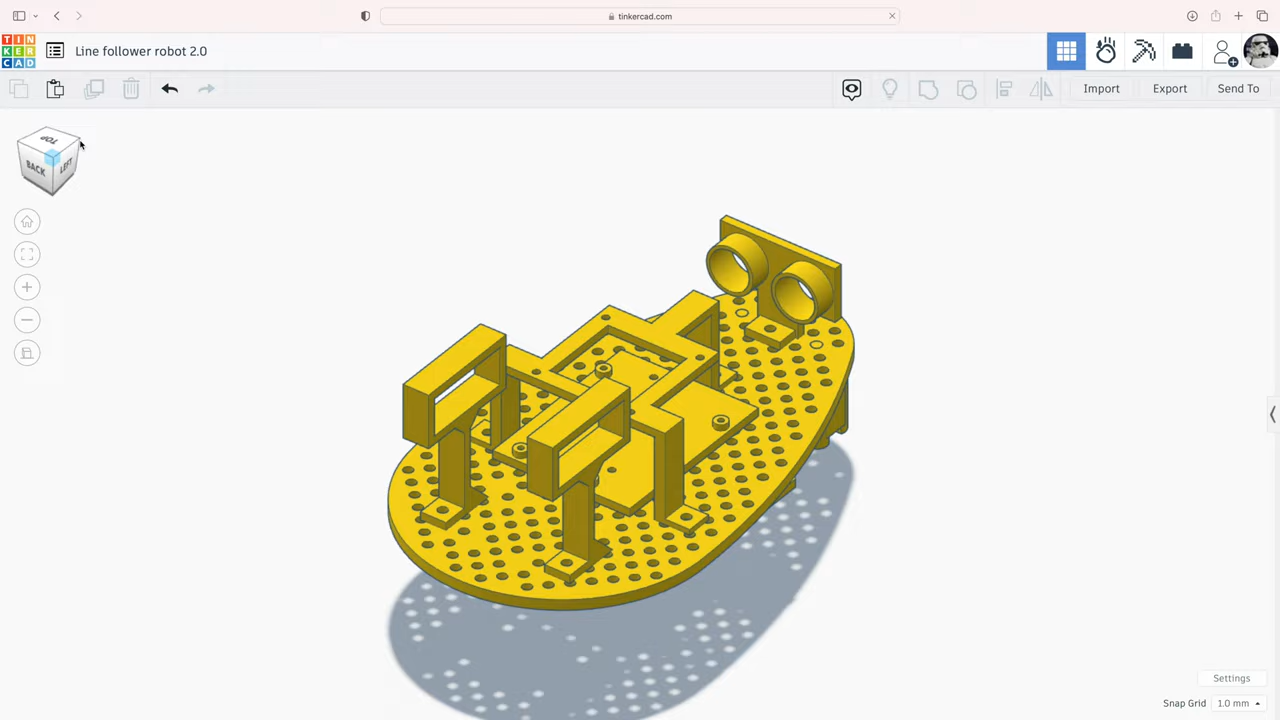 tinkercad.com
TIN
KER
CAD
Line follower robot 2.0
Import
Export
Send To
TOP
BACK
LEFT
Settings
Snap Grid 1.0 mm